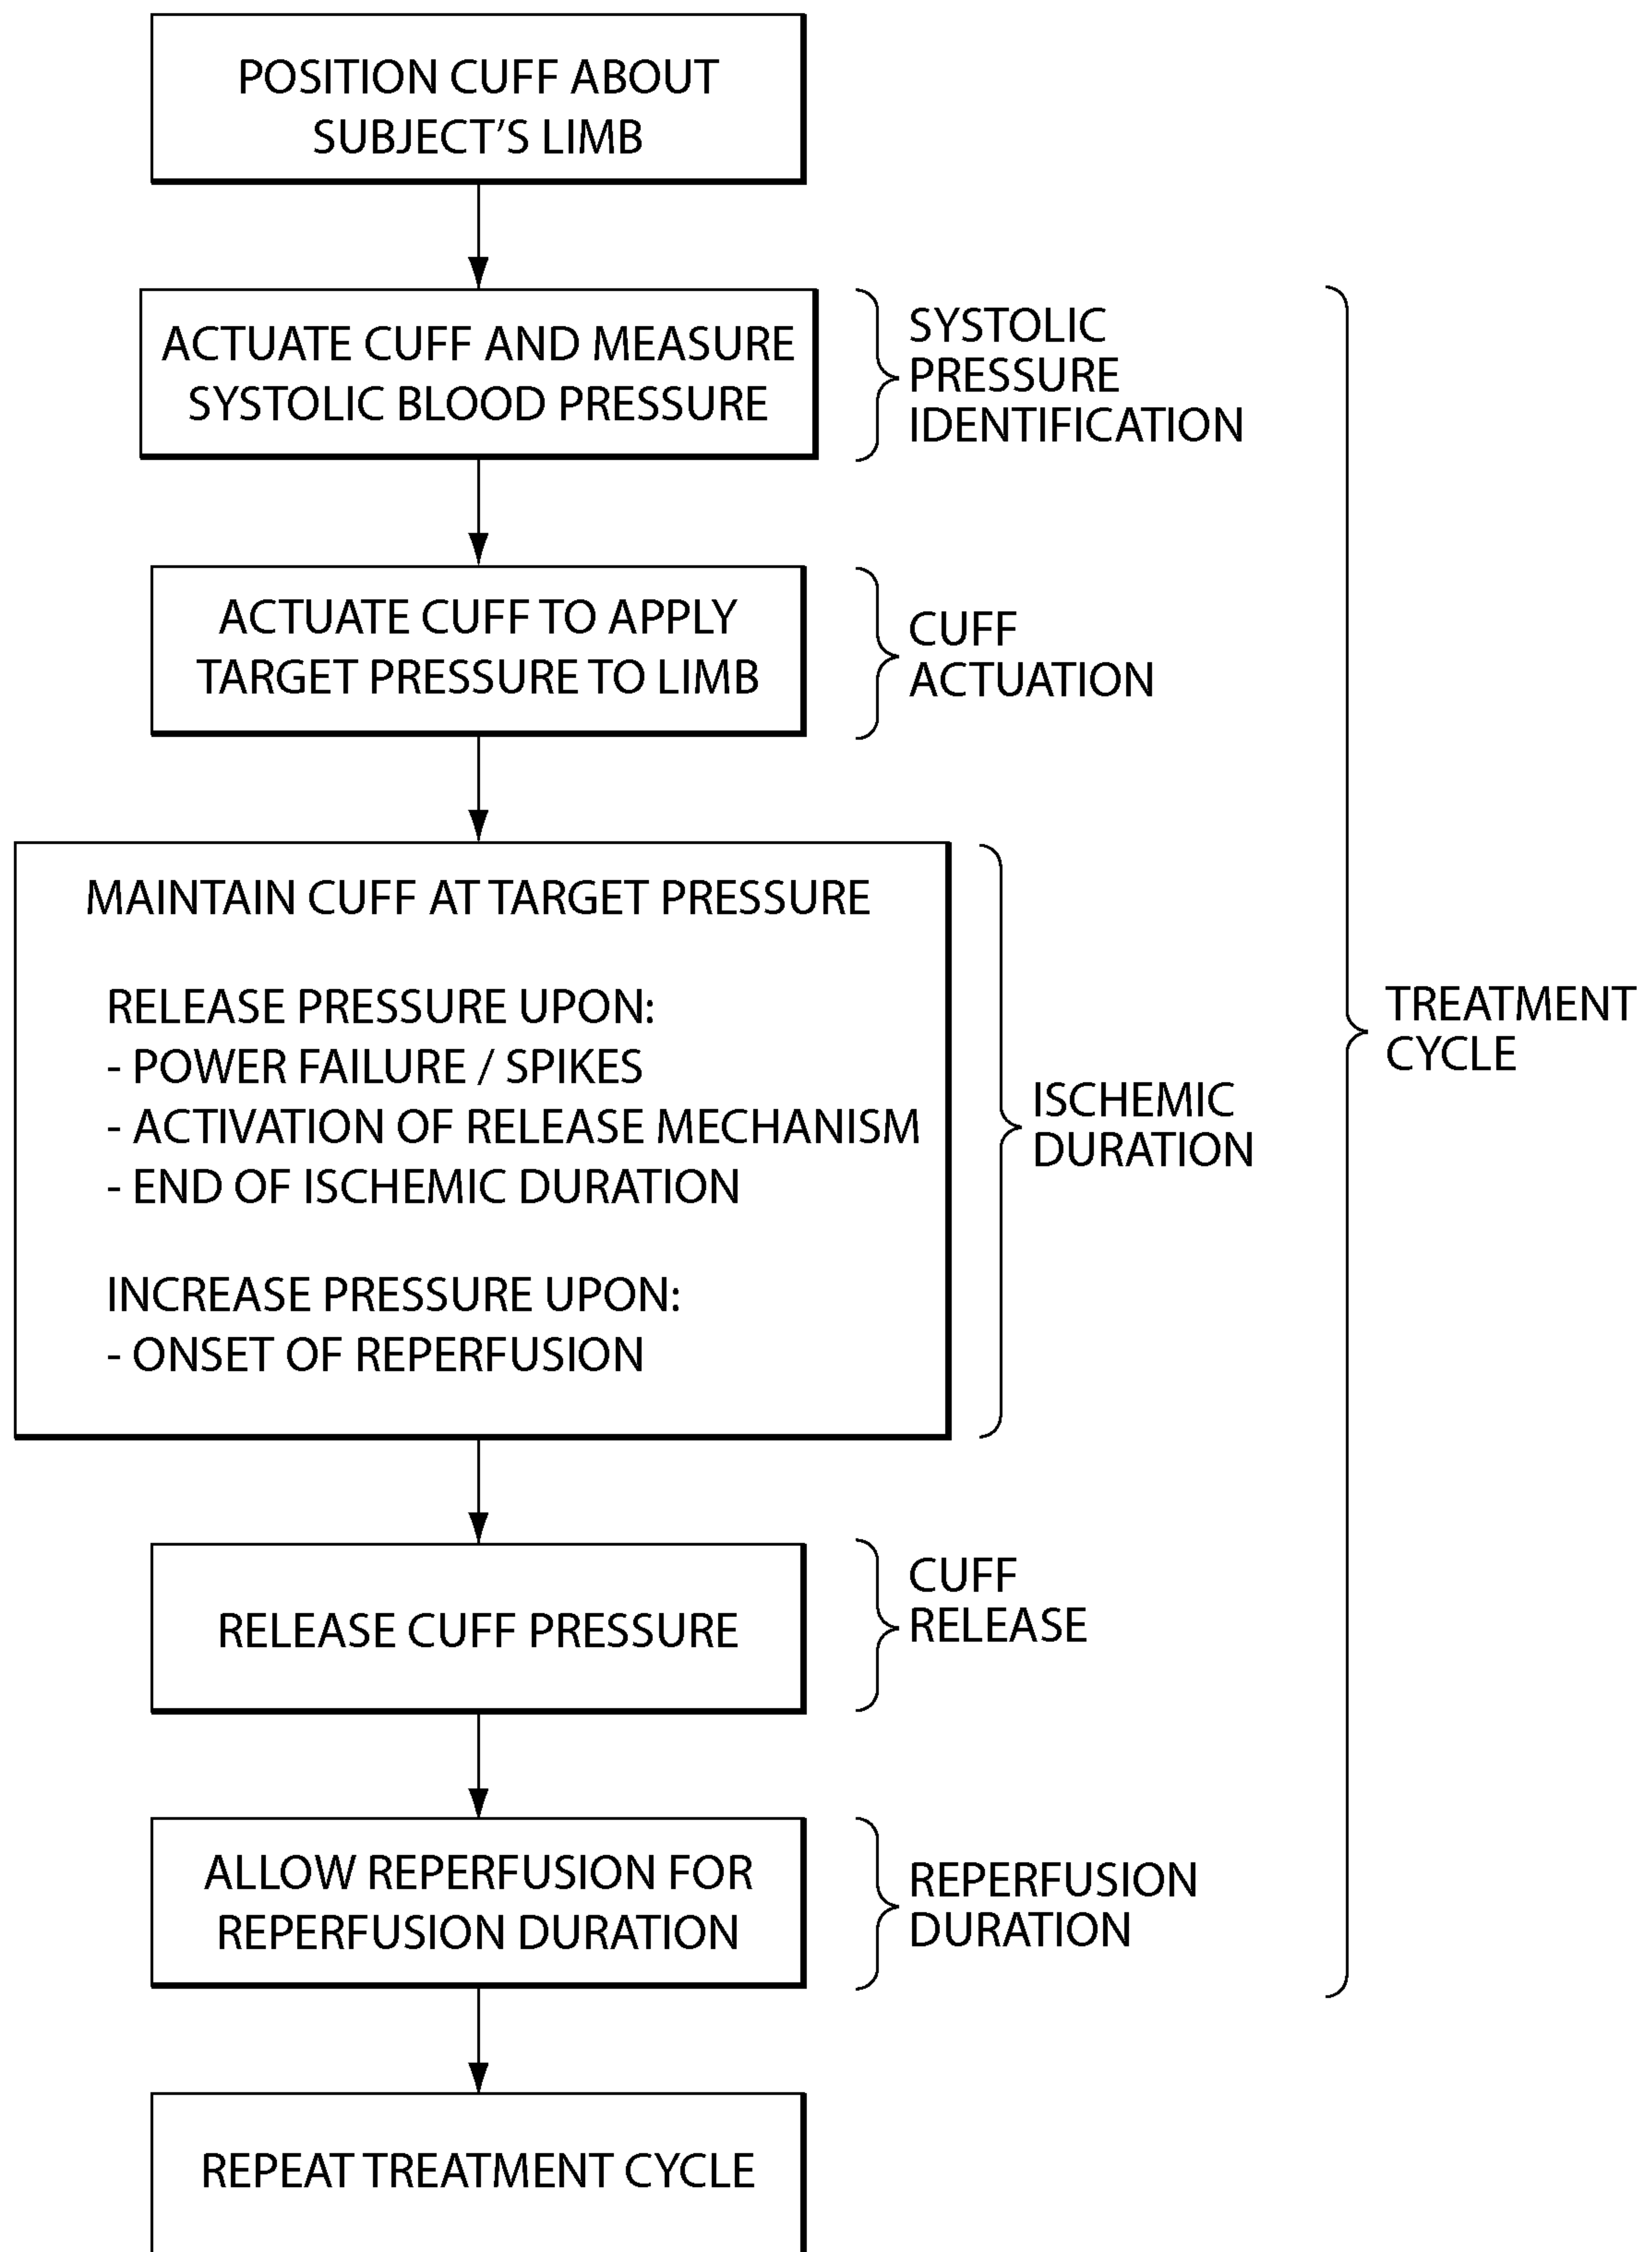 POSITION CUFF ABOUT
SUBJECT'S LIMB
ACTUATE CUFF AND MEASURE
SYSTOLIC BLOOD PRESSURE
SYSTOLIC
PRESSURE
IDENTIFICATION
ACTUATE CUFF TO APPLY
TARGET PRESSURE TO LIMB
CUFF
ACTUATION
MAINTAIN CUFF AT TARGET PRESSURE
RELEASE PRESSURE UPON:
- POWER FAILURE / SPIKES
- ACTIVATION OF RELEASE MECHANISM
- END OF ISCHEMIC DURATION
INCREASE PRESSURE UPON:
- ONSET OF REPERFUSION
ISCHEMIC
DURATION
TREATMENT
CYCLE
RELEASE CUFF PRESSURE
CUFF
RELEASE
ALLOW REPERFUSION FOR
REPERFUSION DURATION
REPERFUSION
DURATION
REPEAT TREATMENT CYCLE